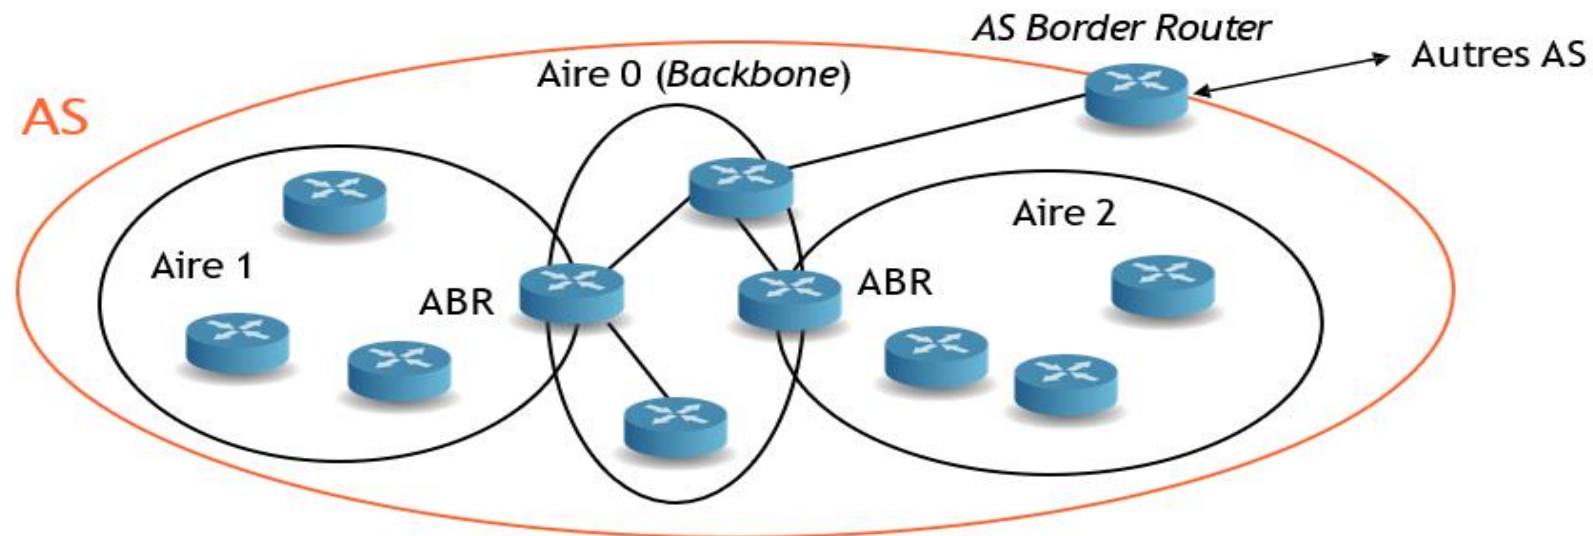 AS Border Router
Autres AS
Aire 0 (Backbone)
AS
Aire 2
Aire 1
ABR
ABR